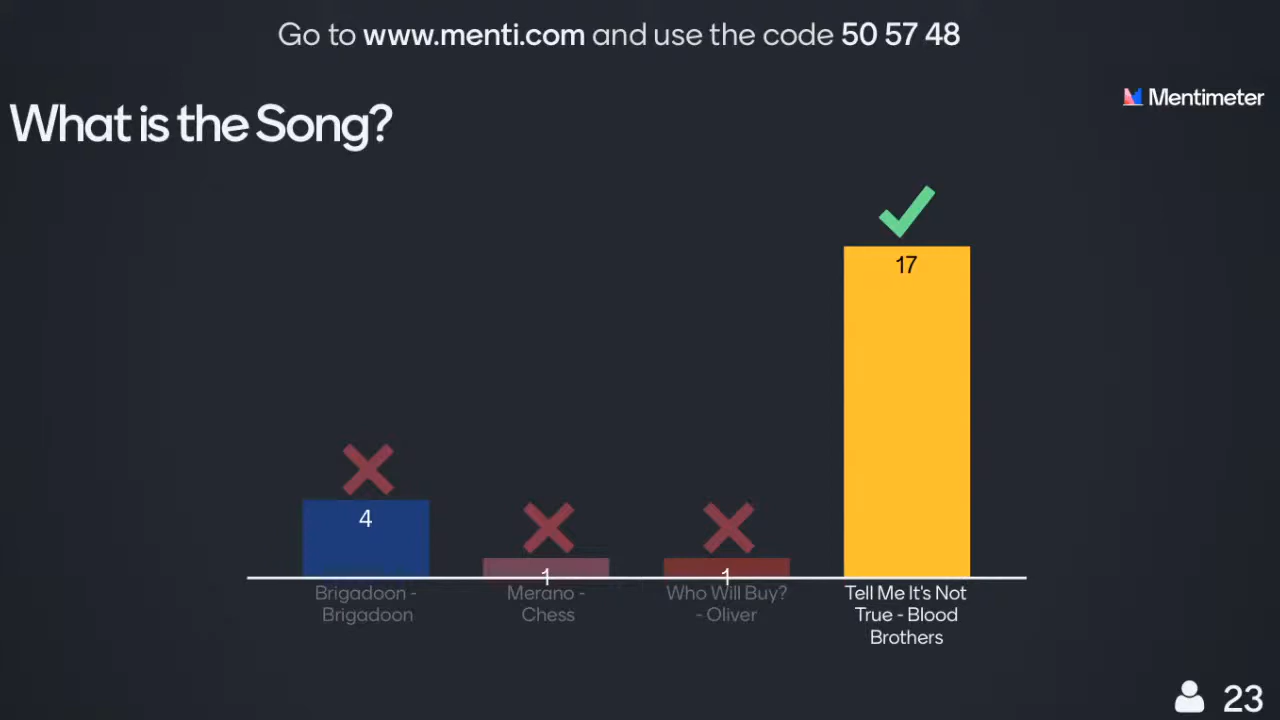 Go to www.menti.com and use the code 50 57 48
Mentimeter
What is the Song?
17
4
1
1
Brigadoon -
Brigadoon
Merano -
Chess
Who Will Buy?
- Oliver
Tell Me It's Not
True - Blood
Brothers
23